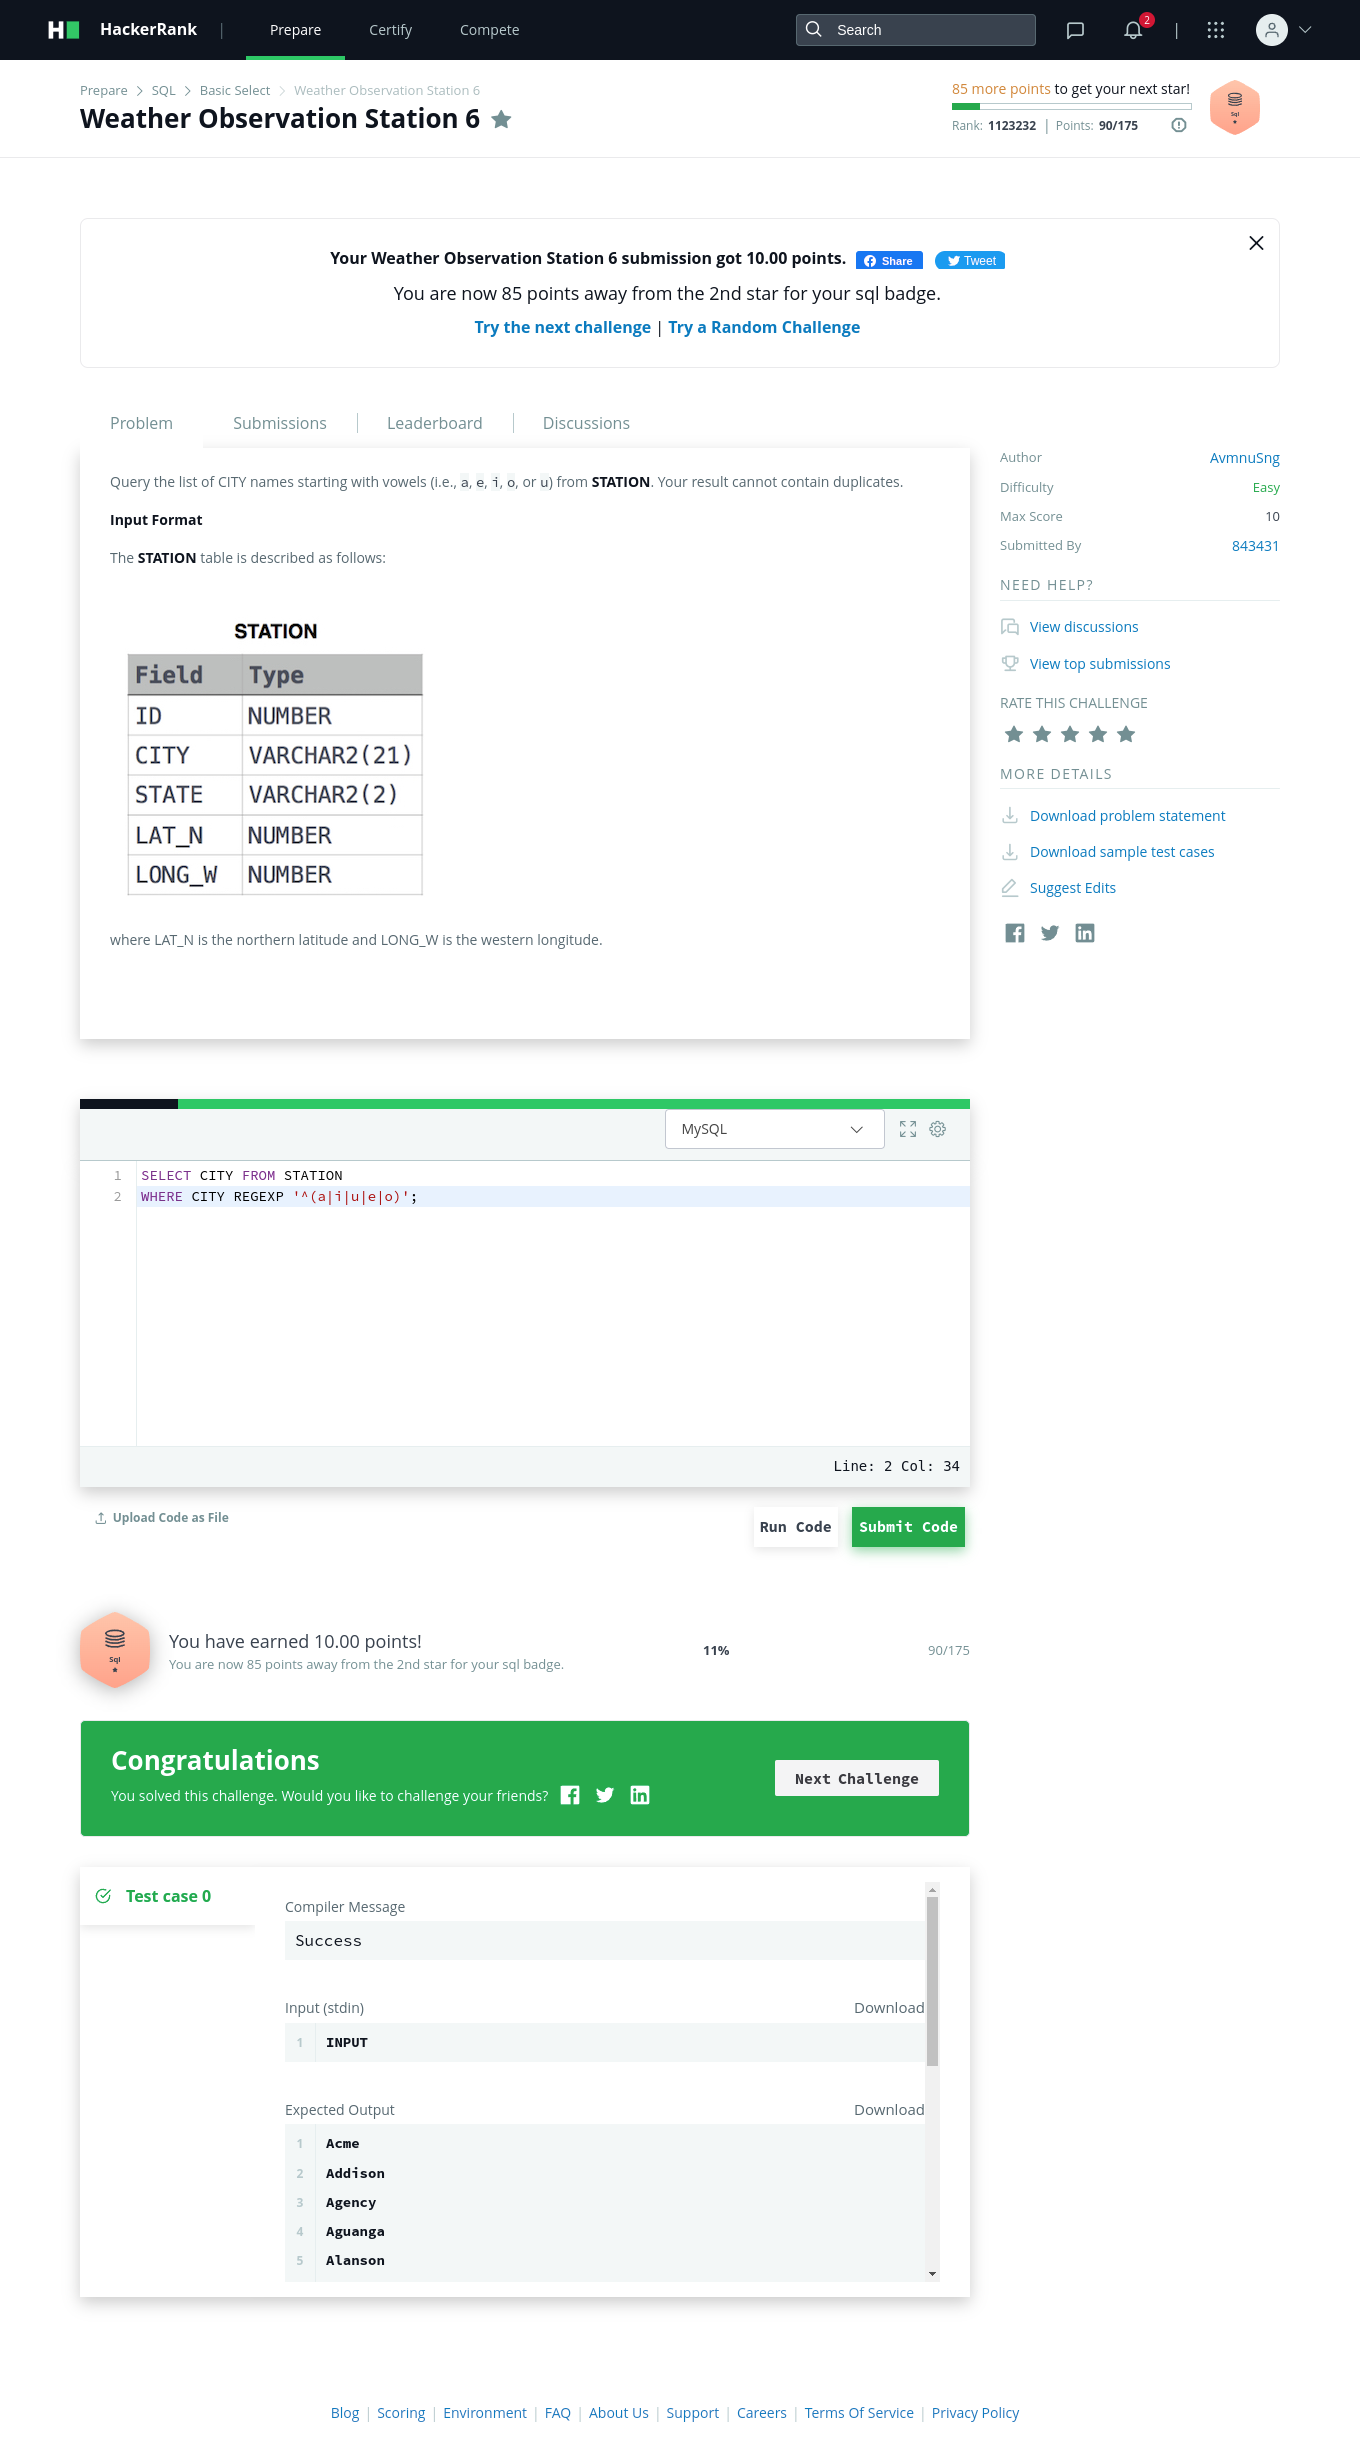 HackerRank | Prepare Certify Compete Search 2 |
Prepare > SQL > Basic Select > Weather Observation Station 6
Weather Observation Station 6
85 more points to get your next star!
Rank: 1123232 | Points: 90/175
Sql
Your Weather Observation Station 6 submission got 10.00 points. Share Tweet
You are now 85 points away from the 2nd star for your sql badge.
Try the next challenge | Try a Random Challenge
Problem Submissions Leaderboard Discussions
Query the list of CITY names starting with vowels (i.e., a, e, i, o, or u) from STATION. Your result cannot contain duplicates.
Input Format
The STATION table is described as follows:
STATION
Field Type
ID NUMBER
CITY VARCHAR2(21)
STATE VARCHAR2(2)
LAT_N NUMBER
LONG_W NUMBER
where LAT_N is the northern latitude and LONG_W is the western longitude.
Author AvmnuSng
Difficulty Easy
Max Score 10
Submitted By 843431
NEED HELP?
View discussions
View top submissions
RATE THIS CHALLENGE
MORE DETAILS
Download problem statement
Download sample test cases
Suggest Edits
MySQL
1 SELECT CITY FROM STATION
2 WHERE CITY REGEXP '^(a|i|u|e|o)';
Line: 2 Col: 34
Upload Code as File
Run Code
Submit Code
Sql
You have earned 10.00 points!
You are now 85 points away from the 2nd star for your sql badge.
11%
90/175
Congratulations
You solved this challenge. Would you like to challenge your friends?
Next Challenge
Test case 0
Compiler Message
Success
Input (stdin) Download
1 INPUT
Expected Output Download
1 Acme
2 Addison
3 Agency
4 Aguanga
5 Alanson
Blog | Scoring | Environment | FAQ | About Us | Support | Careers | Terms Of Service | Privacy Policy